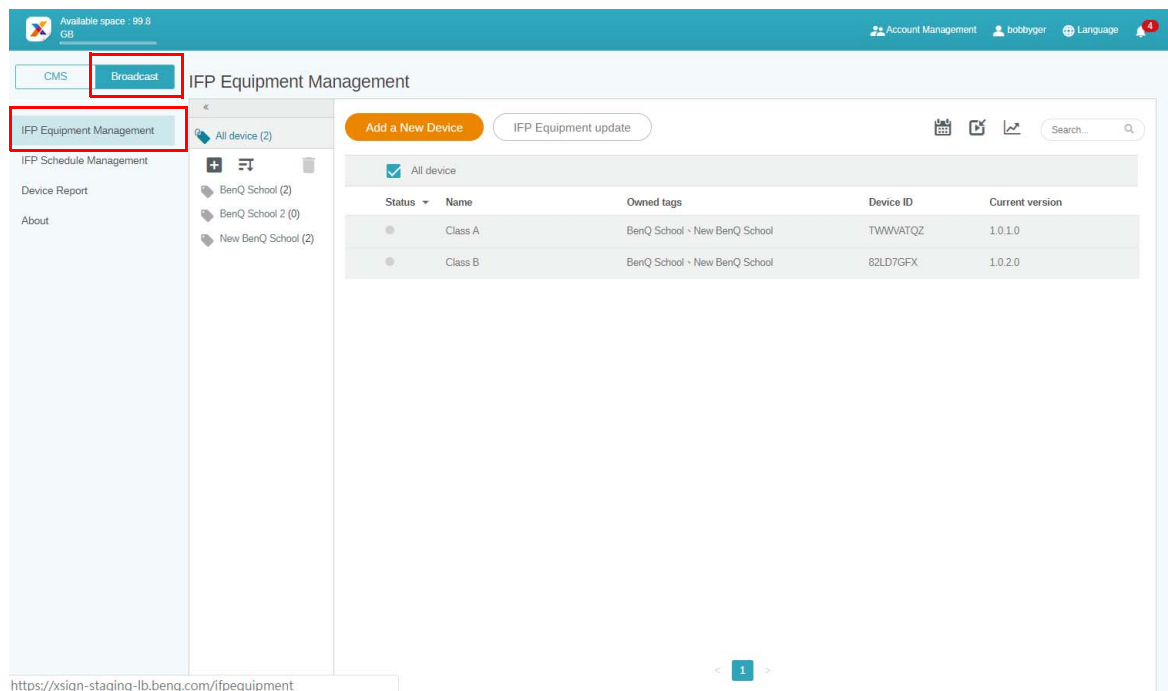 Available space : 99.8
GB
Account Management
bobbyger
Language
4
CMS
Broadcast
IFP Equipment Management
IFP Equipment Management
IFP Schedule Management
Device Report
About
«
All device (2)
BenQ School (2)
BenQ School 2 (0)
New BenQ School (2)
Add a New Device
IFP Equipment update
Search...
All device
Status Name Owned tags Device ID Current version
Class A BenQ School、New BenQ School TWWVATQZ 1.0.1.0
Class B BenQ School、New BenQ School 82LD7GFX 1.0.2.0
< 1 >
https://xsign-staging-lb.benq.com/ifpequipment